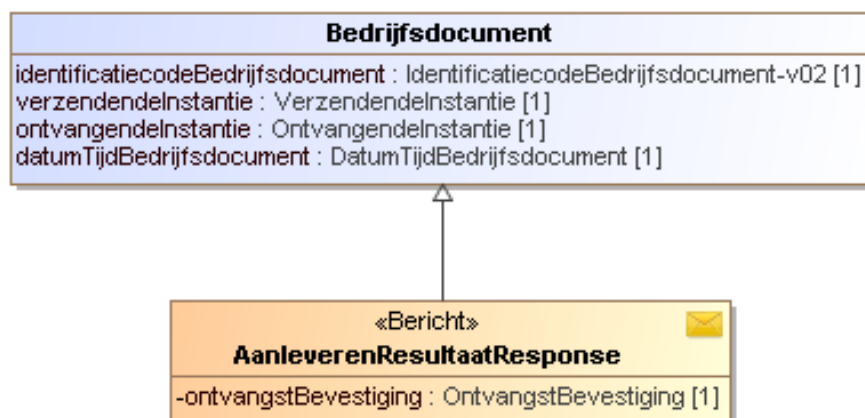 Bedrijfsdocument
identificatiecodeBedrijfsdocument : IdentificatiecodeBedrijfsdocument-v02 [1]
verzendendeInstantie : VerzendendeInstantie [1]
ontvangendeInstantie : OntvangendeInstantie [1]
datumTijdBedrijfsdocument : DatumTijdBedrijfsdocument [1]
«Bericht»
AanleverenResultaatResponse
-ontvangstBevestiging : OntvangstBevestiging [1]